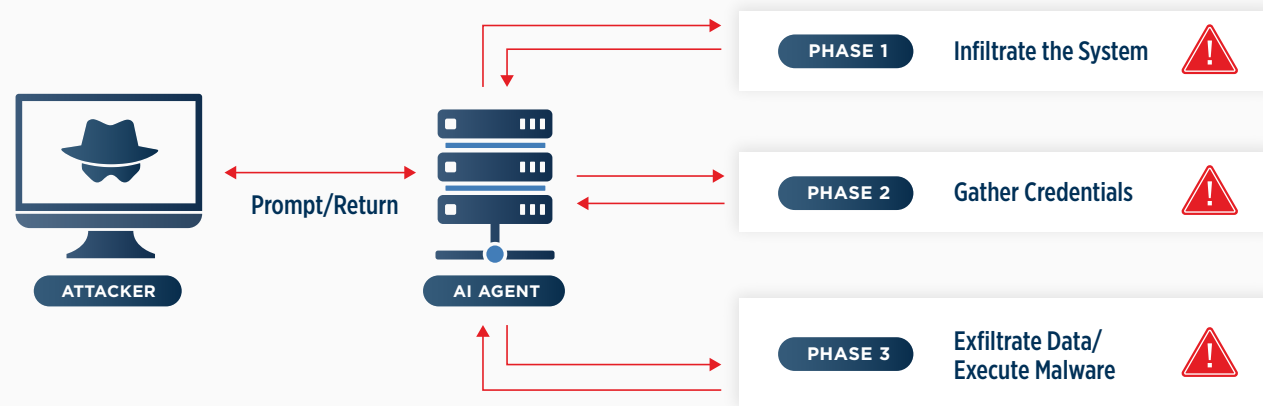 PHASE 1
Infiltrate the System
!
Prompt/Return
PHASE 2
Gather Credentials
!
ATTACKER
AI AGENT
PHASE 3
Exfiltrate Data/
Execute Malware
!